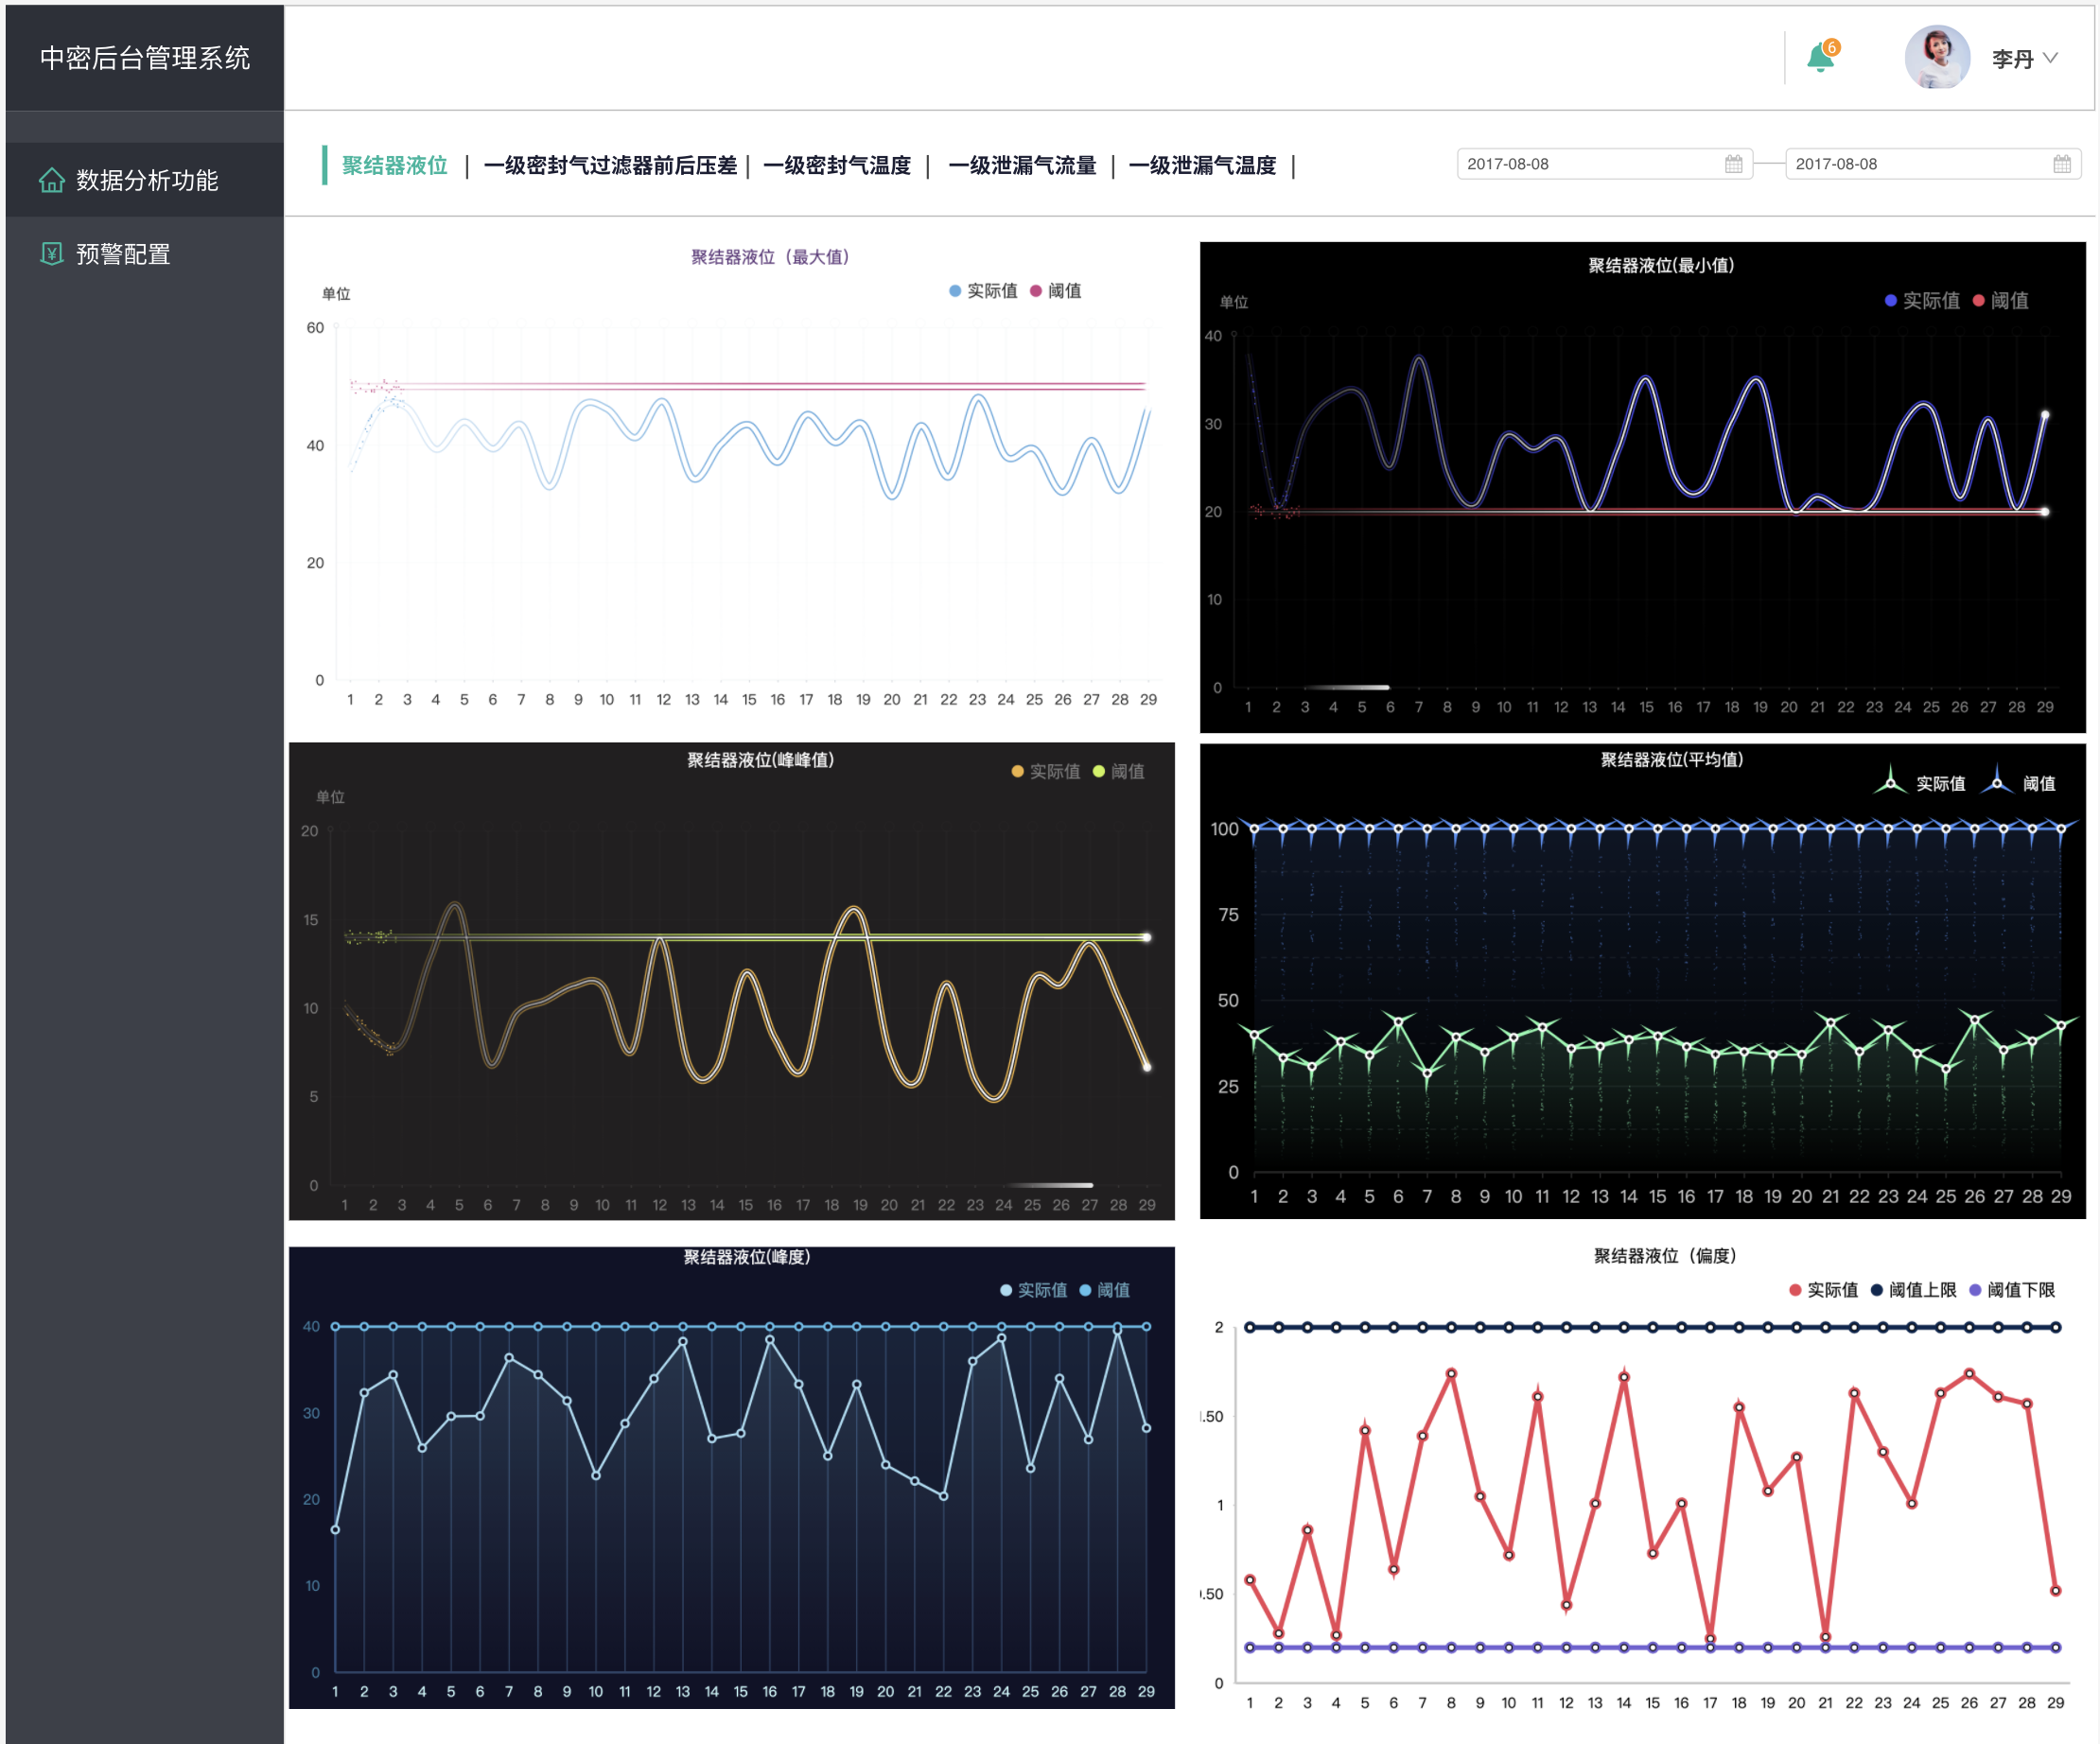 中密后台管理系统
6
李丹
数据分析功能
预警配置
聚结器液位 | 一级密封气过滤器前后压差 | 一级密封气温度 | 一级泄漏气流量 | 一级泄漏气温度 |
2017-08-08
2017-08-08
聚结器液位（最大值）
单位
实际值 阈值
60
40
20
0
1 2 3 4 5 6 7 8 9 10 11 12 13 14 15 16 17 18 19 20 21 22 23 24 25 26 27 28 29
聚结器液位(最小值)
单位
实际值 阈值
40
30
20
10
0
1 2 3 4 5 6 7 8 9 10 11 12 13 14 15 16 17 18 19 20 21 22 23 24 25 26 27 28 29
聚结器液位(峰峰值)
实际值 阈值
单位
20
15
10
5
0
1 2 3 4 5 6 7 8 9 10 11 12 13 14 15 16 17 18 19 20 21 22 23 24 25 26 27 28 29
聚结器液位(平均值)
实际值 阈值
100
75
50
25
0
1 2 3 4 5 6 7 8 9 10 11 12 13 14 15 16 17 18 19 20 21 22 23 24 25 26 27 28 29
聚结器液位(峰度)
实际值 阈值
40
30
20
10
0
1 2 3 4 5 6 7 8 9 10 11 12 13 14 15 16 17 18 19 20 21 22 23 24 25 26 27 28 29
聚结器液位（偏度）
实际值 阈值上限 阈值下限
2
.50
1
.50
0
1 2 3 4 5 6 7 8 9 10 11 12 13 14 15 16 17 18 19 20 21 22 23 24 25 26 27 28 29